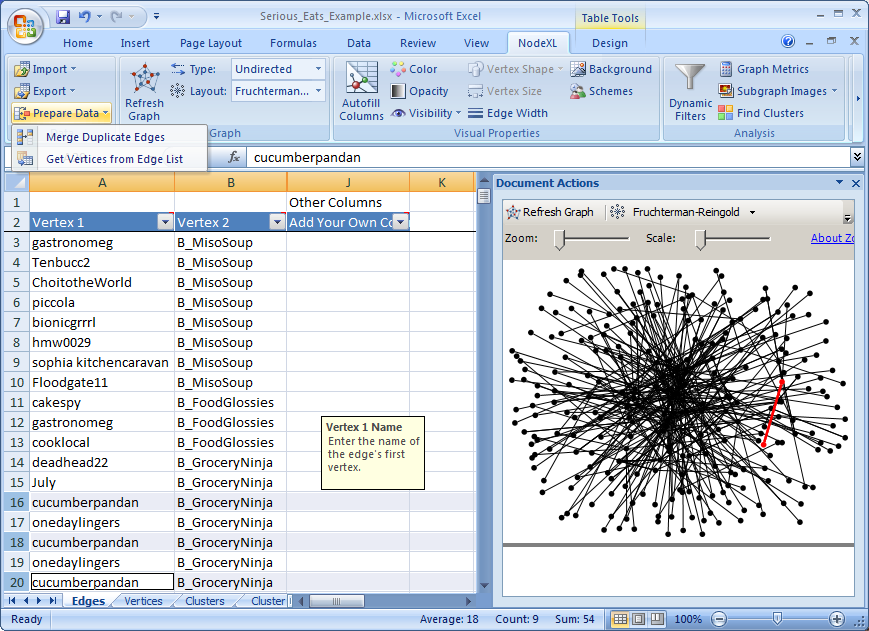 Serious_Eats_Example.xlsx - Microsoft Excel
Table Tools
Home Insert Page Layout Formulas Data Review View NodeXL Design
Import
Export
Prepare Data
Merge Duplicate Edges
Get Vertices from Edge List
Refresh Graph
Type: Undirected
Layout: Fruchterman...
Graph
Autofill Columns
Color
Opacity
Visibility
Vertex Shape
Vertex Size
Edge Width
Background
Schemes
Visual Properties
Dynamic Filters
Graph Metrics
Subgraph Images
Find Clusters
Analysis
fx cucumberpandan
A B J K
1 Other Columns
2 Vertex 1 Vertex 2 Add Your Own Co
3 gastronomeg B_MisoSoup
4 Tenbucc2 B_MisoSoup
5 ChoitotheWorld B_MisoSoup
6 piccola B_MisoSoup
7 bionicgrrrl B_MisoSoup
8 hmw0029 B_MisoSoup
9 sophia kitchencaravan B_MisoSoup
10 Floodgate11 B_MisoSoup
11 cakespy B_FoodGlossies
12 gastronomeg B_FoodGlossies
13 cooklocal B_FoodGlossies
14 deadhead22 B_GroceryNinja
15 July B_GroceryNinja
16 cucumberpandan B_GroceryNinja
17 onedaylingers B_GroceryNinja
18 cucumberpandan B_GroceryNinja
19 onedaylingers B_GroceryNinja
20 cucumberpandan B_GroceryNinja
Vertex 1 Name
Enter the name of
the edge's first
vertex.
Document Actions
Refresh Graph Fruchterman-Reingold
Zoom: Scale: About Zo
Edges Vertices Clusters Cluster
Ready Average: 18 Count: 9 Sum: 54 100%